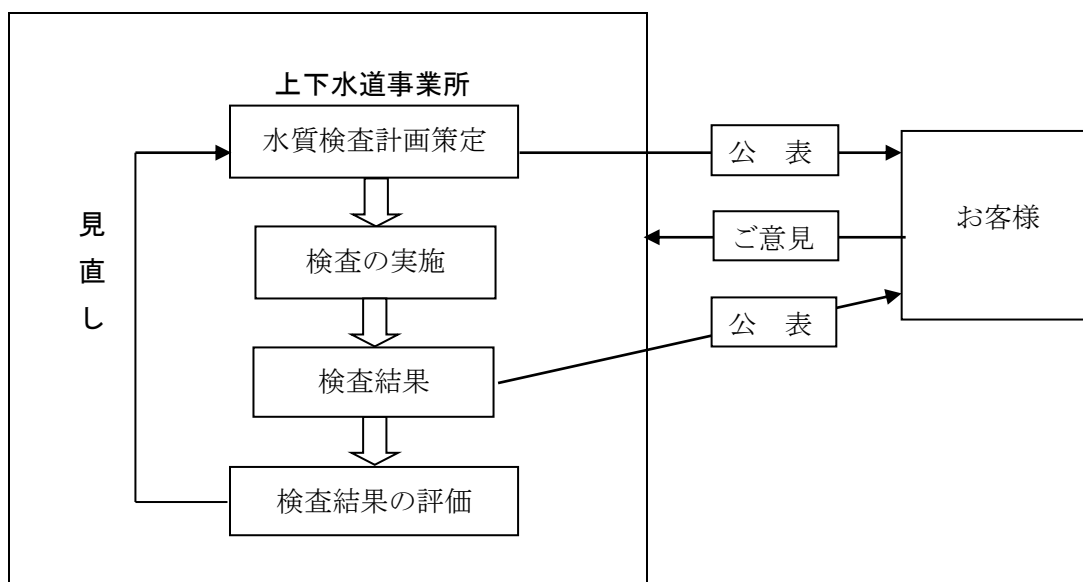 上下水道事業所
水質検査計画策定
公 表
お客様
見直し
ご意見
検査の実施
公 表
検査結果
検査結果の評価